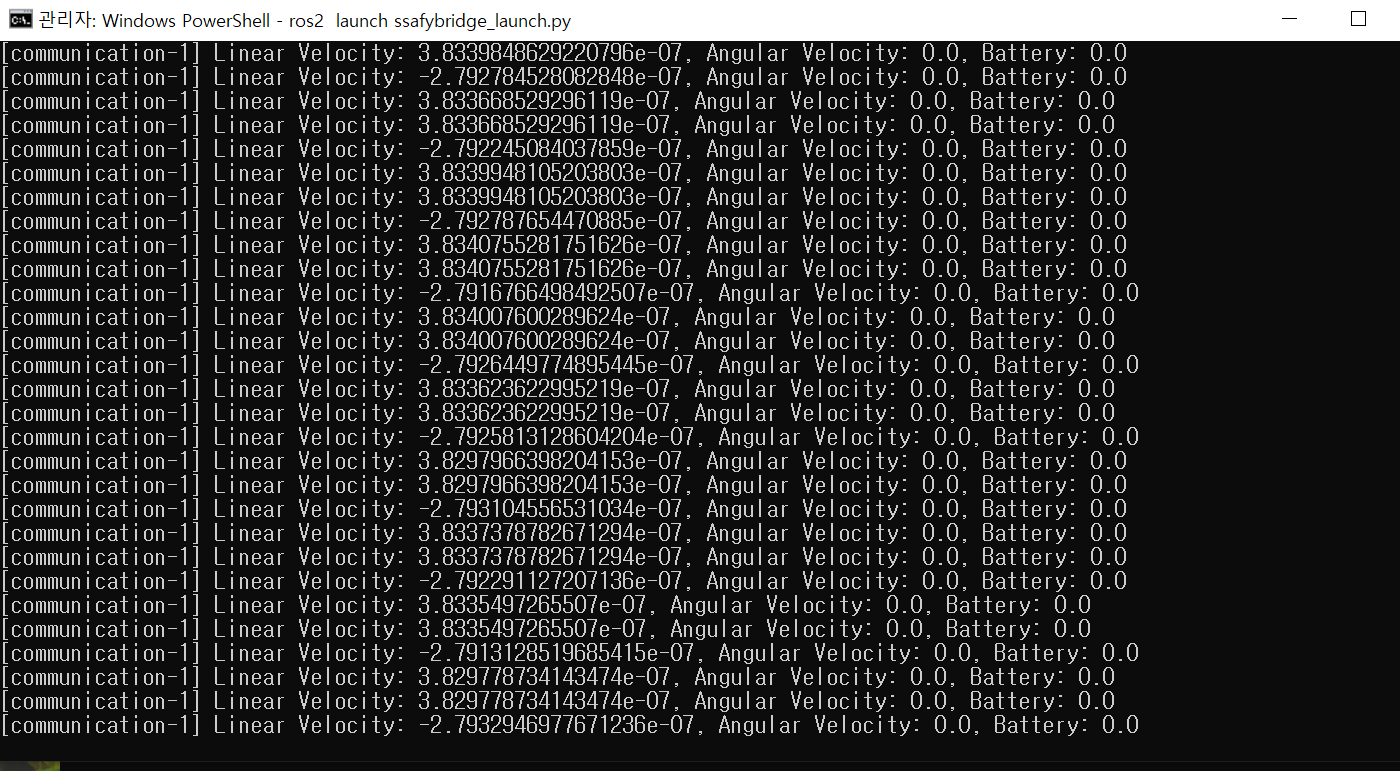 관리자: Windows PowerShell - ros2 launch ssafybridge_launch.py
[communication-1] Linear Velocity: 3.8339848629220796e-07, Angular Velocity: 0.0, Battery: 0.0
[communication-1] Linear Velocity: -2.792784528082848e-07, Angular Velocity: 0.0, Battery: 0.0
[communication-1] Linear Velocity: 3.833668529296119e-07, Angular Velocity: 0.0, Battery: 0.0
[communication-1] Linear Velocity: 3.833668529296119e-07, Angular Velocity: 0.0, Battery: 0.0
[communication-1] Linear Velocity: -2.792245084037859e-07, Angular Velocity: 0.0, Battery: 0.0
[communication-1] Linear Velocity: 3.8339948105203803e-07, Angular Velocity: 0.0, Battery: 0.0
[communication-1] Linear Velocity: 3.8339948105203803e-07, Angular Velocity: 0.0, Battery: 0.0
[communication-1] Linear Velocity: -2.792787654470885e-07, Angular Velocity: 0.0, Battery: 0.0
[communication-1] Linear Velocity: 3.8340755281751626e-07, Angular Velocity: 0.0, Battery: 0.0
[communication-1] Linear Velocity: 3.8340755281751626e-07, Angular Velocity: 0.0, Battery: 0.0
[communication-1] Linear Velocity: -2.7916766498492507e-07, Angular Velocity: 0.0, Battery: 0.0
[communication-1] Linear Velocity: 3.834007600289624e-07, Angular Velocity: 0.0, Battery: 0.0
[communication-1] Linear Velocity: 3.834007600289624e-07, Angular Velocity: 0.0, Battery: 0.0
[communication-1] Linear Velocity: -2.7926449774895445e-07, Angular Velocity: 0.0, Battery: 0.0
[communication-1] Linear Velocity: 3.833623622995219e-07, Angular Velocity: 0.0, Battery: 0.0
[communication-1] Linear Velocity: 3.833623622995219e-07, Angular Velocity: 0.0, Battery: 0.0
[communication-1] Linear Velocity: -2.7925813128604204e-07, Angular Velocity: 0.0, Battery: 0.0
[communication-1] Linear Velocity: 3.8297966398204153e-07, Angular Velocity: 0.0, Battery: 0.0
[communication-1] Linear Velocity: 3.8297966398204153e-07, Angular Velocity: 0.0, Battery: 0.0
[communication-1] Linear Velocity: -2.793104556531034e-07, Angular Velocity: 0.0, Battery: 0.0
[communication-1] Linear Velocity: 3.8337378782671294e-07, Angular Velocity: 0.0, Battery: 0.0
[communication-1] Linear Velocity: 3.8337378782671294e-07, Angular Velocity: 0.0, Battery: 0.0
[communication-1] Linear Velocity: -2.792291127207136e-07, Angular Velocity: 0.0, Battery: 0.0
[communication-1] Linear Velocity: 3.8335497265507e-07, Angular Velocity: 0.0, Battery: 0.0
[communication-1] Linear Velocity: 3.8335497265507e-07, Angular Velocity: 0.0, Battery: 0.0
[communication-1] Linear Velocity: -2.7913128519685415e-07, Angular Velocity: 0.0, Battery: 0.0
[communication-1] Linear Velocity: 3.829778734143474e-07, Angular Velocity: 0.0, Battery: 0.0
[communication-1] Linear Velocity: 3.829778734143474e-07, Angular Velocity: 0.0, Battery: 0.0
[communication-1] Linear Velocity: -2.7932946977671236e-07, Angular Velocity: 0.0, Battery: 0.0